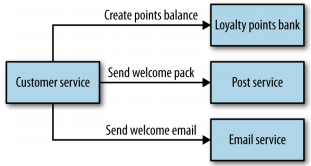 Create points balance
Loyalty points bank
Customer service
Send welcome pack
Post service
Send welcome email
Email service